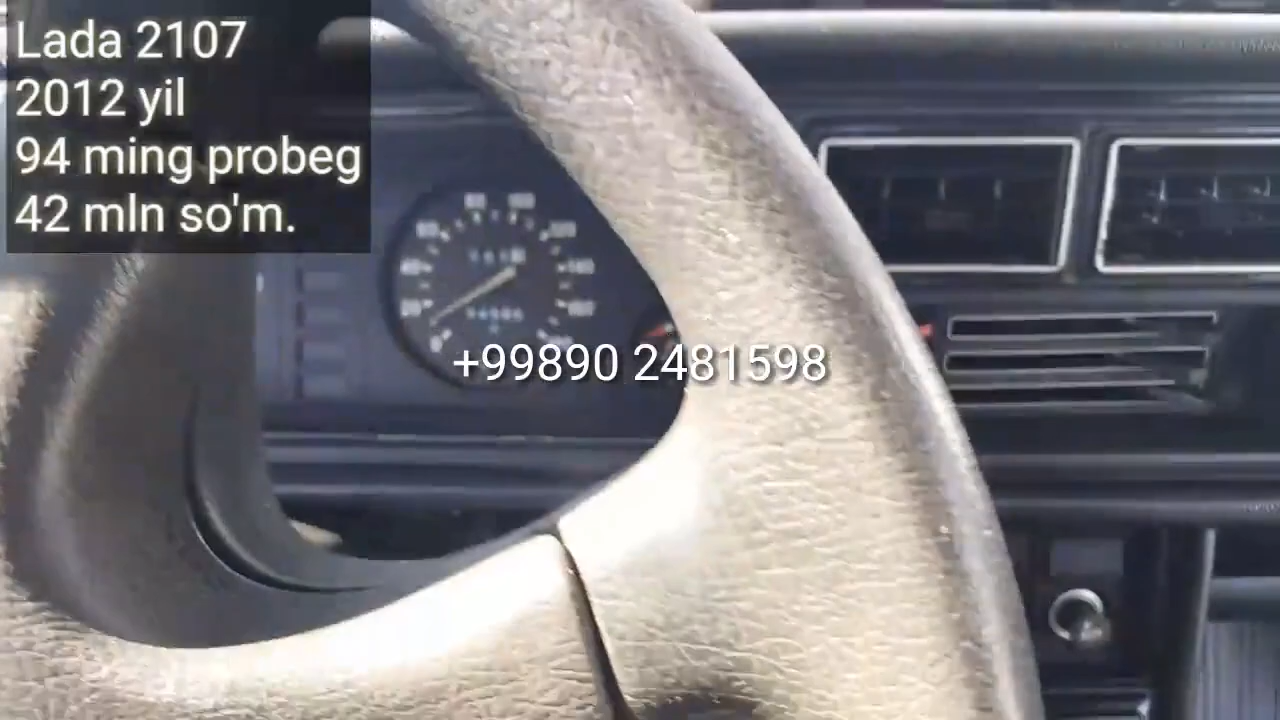 Lada 2107
2012 yil
94 ming probeg
42 mln so'm.
+99890 2481598